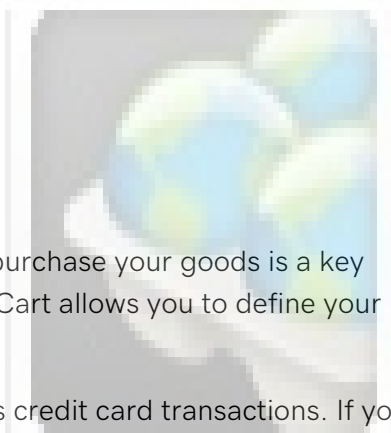 purchase your goods is a key
Cart allows you to define your
s credit card transactions. If yo